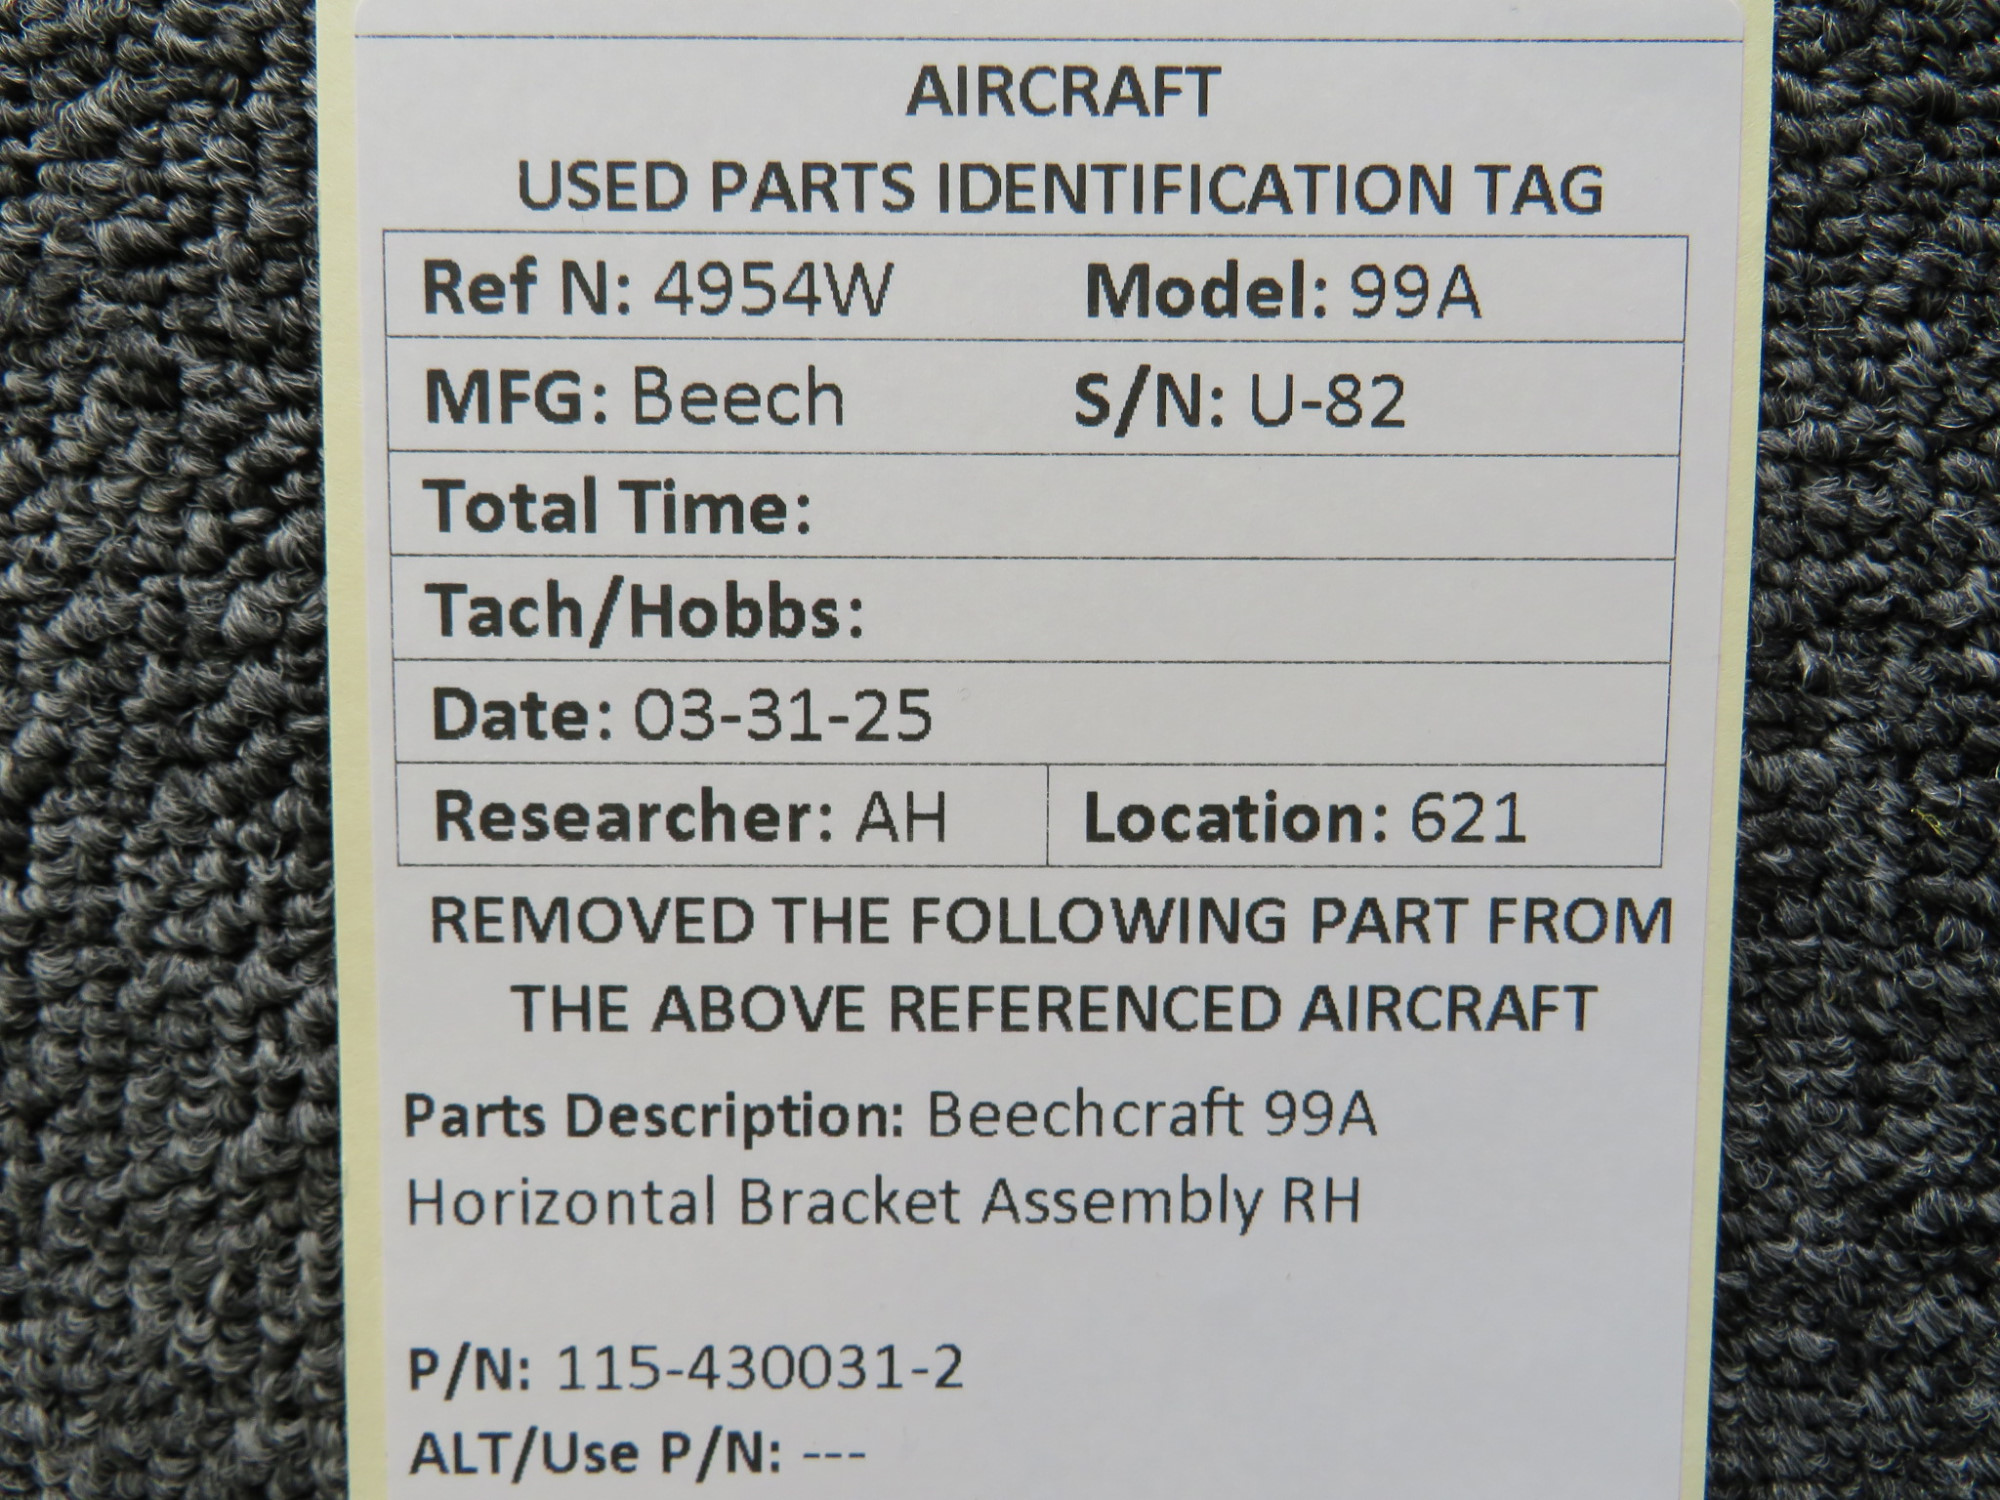 AIRCRAFT
USED PARTS IDENTIFICATION TAG
Ref N: 4954W Model: 99A
MFG: Beech S/N: U-82
Total Time:
Tach/Hobbs:
Date: 03-31-25
Researcher: AH Location: 621
REMOVED THE FOLLOWING PART FROM
THE ABOVE REFERENCED AIRCRAFT
Parts Description: Beechcraft 99A
Horizontal Bracket Assembly RH
P/N: 115-430031-2
ALT/Use P/N: ---